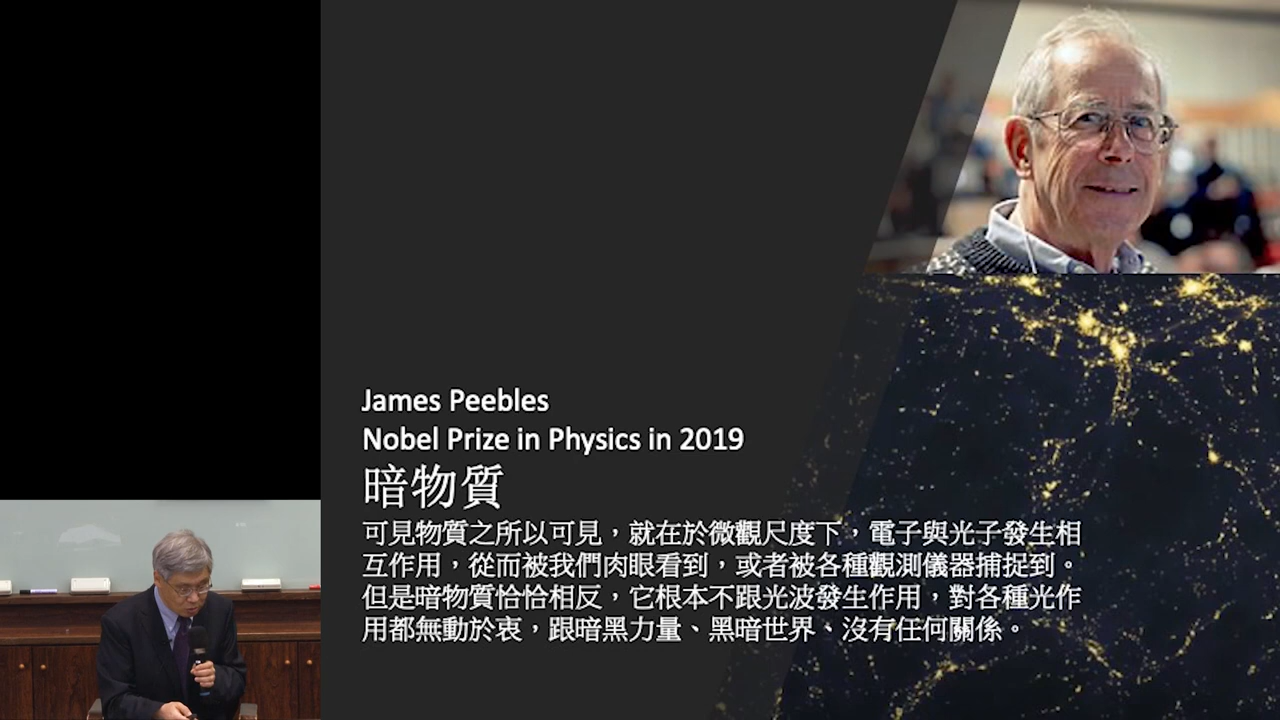 James Peebles
Nobel Prize in Physics in 2019
暗物質
可見物質之所以可見，就在於微觀尺度下，電子與光子發生相
互作用，從而被我們肉眼看到，或者被各種觀測儀器捕捉到。
但是暗物質恰恰相反，它根本不跟光波發生作用，對各種光作
用都無動於衷，跟暗黑力量、黑暗世界、沒有任何關係。